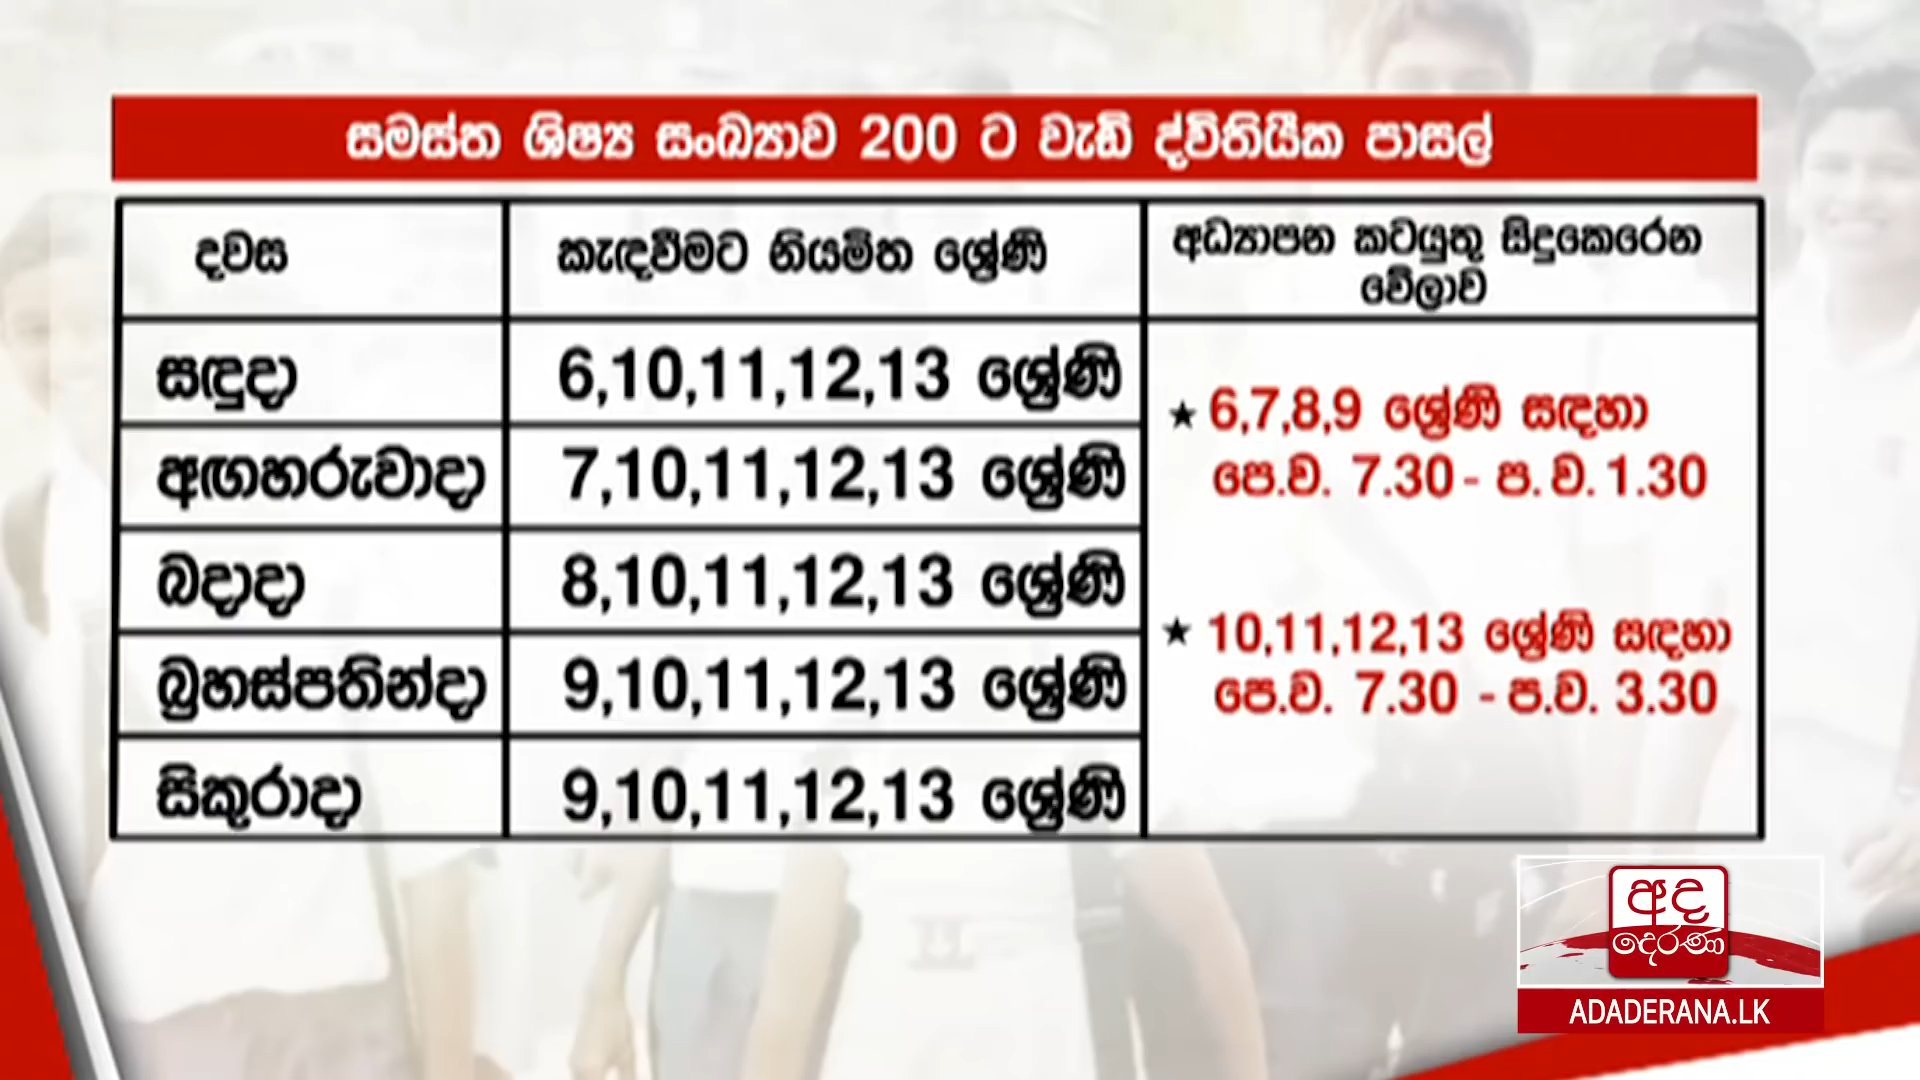 සමස්ත ශිෂ්‍ය සංඛ්‍යාව 200 ට වැඩි ද්විතියීක පාසල්
දවස කැඳවීමට නියමිත ශ්‍රේණි අධ්‍යාපන කටයුතු සිදුකෙරෙන
වේලාව
සඳුදා 6,10,11,12,13 ශ්‍රේණි
අඟහරුවාදා 7,10,11,12,13 ශ්‍රේණි
බදාදා 8,10,11,12,13 ශ්‍රේණි
බ්‍රහස්පතින්දා 9,10,11,12,13 ශ්‍රේණි
සිකුරාදා 9,10,11,12,13 ශ්‍රේණි
★ 6,7,8,9 ශ්‍රේණි සඳහා
පෙ.ව. 7.30 - ප.ව. 1.30
★ 10,11,12,13 ශ්‍රේණි සඳහා
පෙ.ව. 7.30 - ප.ව. 3.30
අද
දෙරණ
ADADERANA.LK